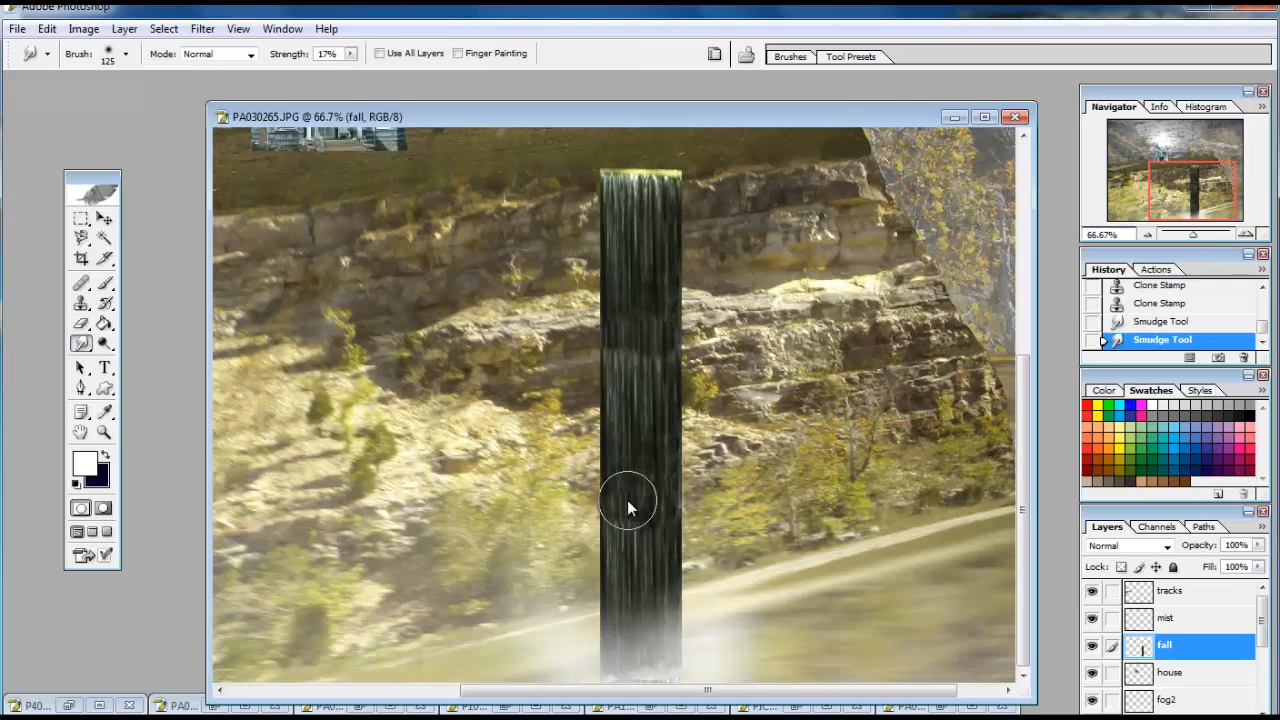 Adobe Photoshop
File Edit Image Layer Select Filter View Window Help
Brush: 125 Mode: Normal Strength: 17% Use All Layers Finger Painting Brushes Tool Presets
PA030265.JPG @ 66.7% (fall, RGB/8)
Navigator Info Histogram
66.67%
History Actions
Clone Stamp
Clone Stamp
Smudge Tool
Smudge Tool
Color Swatches Styles
Layers Channels Paths
Normal Opacity: 100%
Lock: Fill: 100%
tracks
mist
fall
house
fog2
P40...